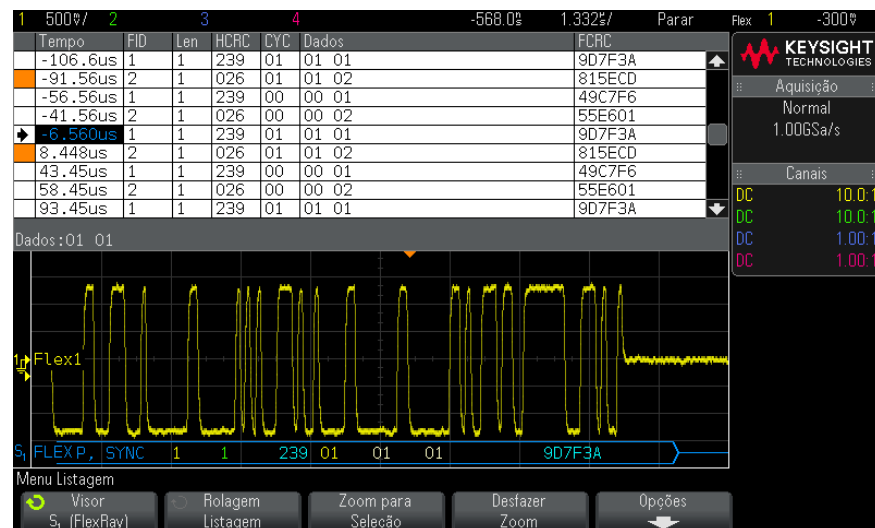 1 500♥/ 2 3 4 -568.0ns 1.332us/ Parar Flex 1 -300♥
Tempo FID Len HCRC CYC Dados FCRC
-106.6us 1 1 239 01 01 01 9D7F3A
-91.56us 2 1 026 01 01 02 815ECD
-56.56us 1 1 239 00 00 01 49C7F6
-41.56us 2 1 026 00 00 02 55E601
-6.560us 1 1 239 01 01 01 9D7F3A
8.448us 2 1 026 01 01 02 815ECD
43.45us 1 1 239 00 00 01 49C7F6
58.45us 2 1 026 00 00 02 55E601
93.45us 1 1 239 01 01 01 9D7F3A
Dados:01 01
KEYSIGHT
TECHNOLOGIES
Aquisição
Normal
1.00GSa/s
Canais
DC 10.0:1
DC 10.0:1
DC 1.00:1
DC 1.00:1
Flex1
S1 FLEX P, SYNC 1 1 239 01 01 01 9D7F3A
Menu Listagem
Visor
S1 (FlexRay)
Rolagem
Listagem
Zoom para
Seleção
Desfazer
Zoom
Opções